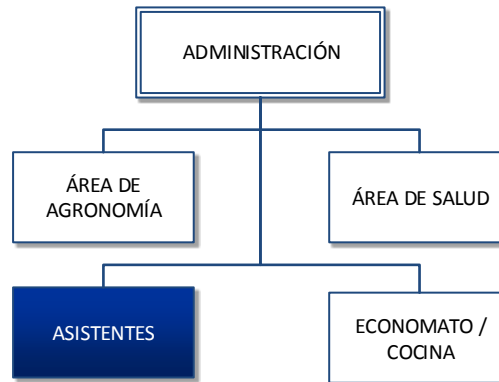 ADMINISTRACIÓN
ÁREA DE
AGRONOMÍA
ÁREA DE SALUD
ASISTENTES
ECONOMATO /
COCINA